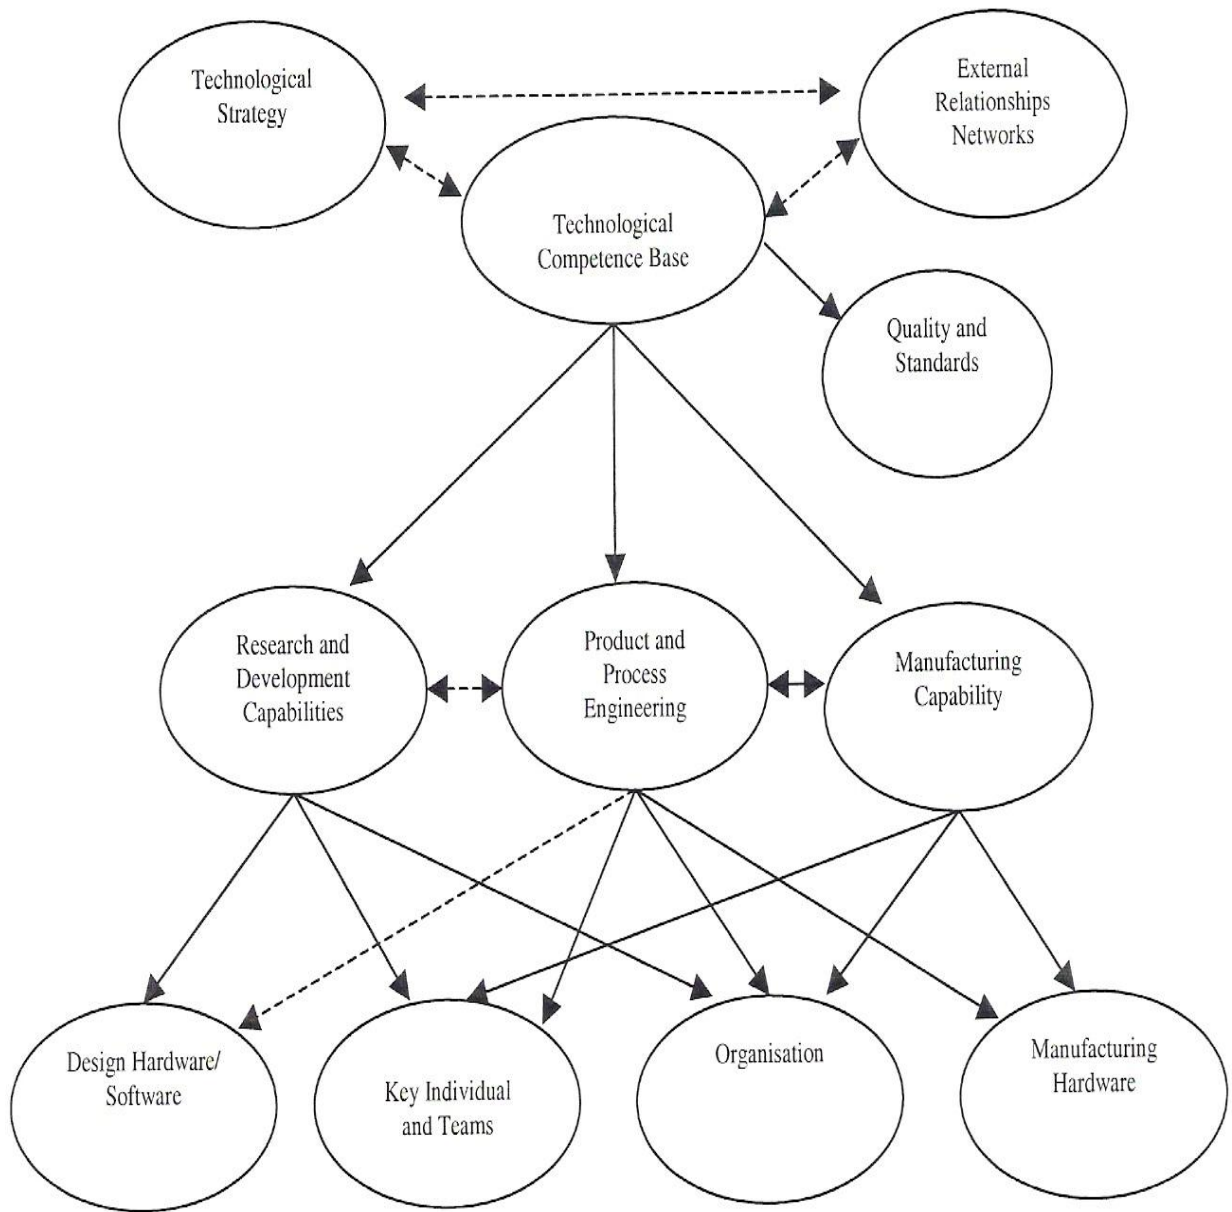 Technological
Strategy
External
Relationships
Networks
Technological
Competence Base
Quality and
Standards
Research and
Development
Capabilities
Product and
Process
Engineering
Manufacturing
Capability
Design Hardware/
Software
Key Individual
and Teams
Organisation
Manufacturing
Hardware